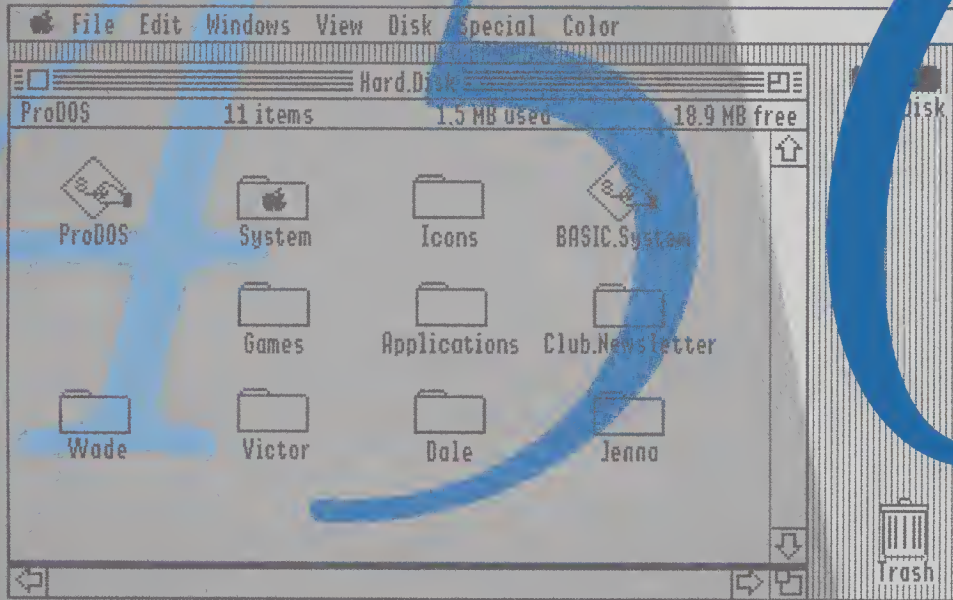 File Edit Windows View Disk Special Color
Hard.Disk
ProDOS 11 items 1.5 MB used 18.9 MB free
Disk
ProDOS System Icons BASIC.System
Games Applications Club.Newsletter
Wade Victor Dale Jenna
Trash